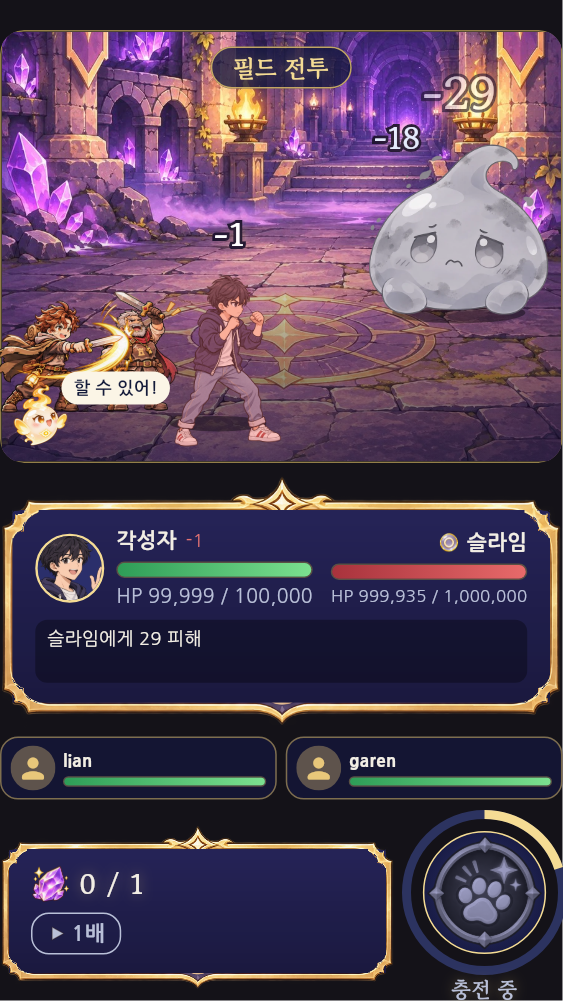 필드 전투
-29
-18
-1
할 수 있어!
각성자 -1
슬라임
HP 99,999 / 100,000
HP 999,935 / 1,000,000
슬라임에게 29 피해
lian
garen
0 / 1
▶ 1배
충전 중